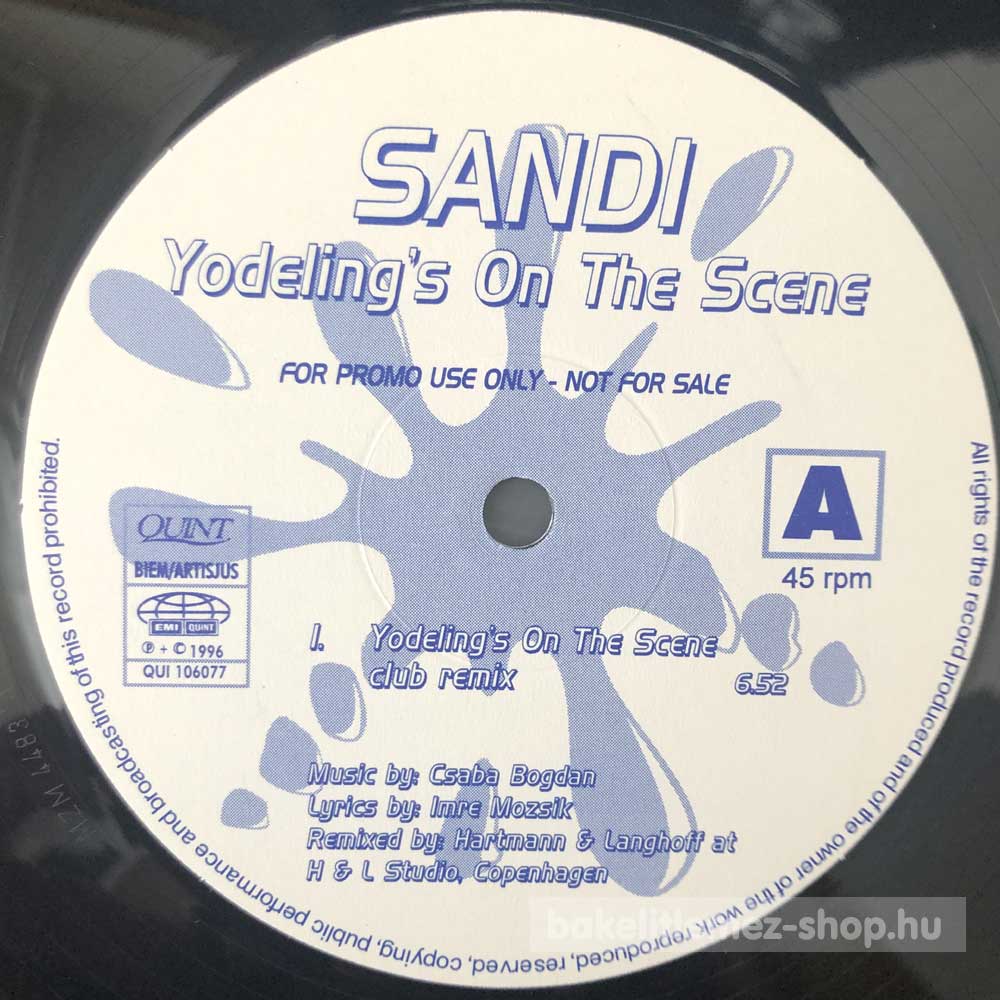 SANDI
Yodeling's On The Scene
FOR PROMO USE ONLY - NOT FOR SALE
QUINT
BIEM/ARTISJUS
EMI QUINT
℗ + © 1996
QUI 106077
A
45 rpm
1. Yodeling's On The Scene
club remix 6.52
Music by: Csaba Bogdan
Lyrics by: Imre Mozsik
Remixed by: Hartmann & Langhoff at
H & L Studio, Copenhagen
All rights of the record produced and of the owner of the work reproduced, reserved, copying, public performance and broadcasting of this record prohibited.
bakelitlemez-shop.hu